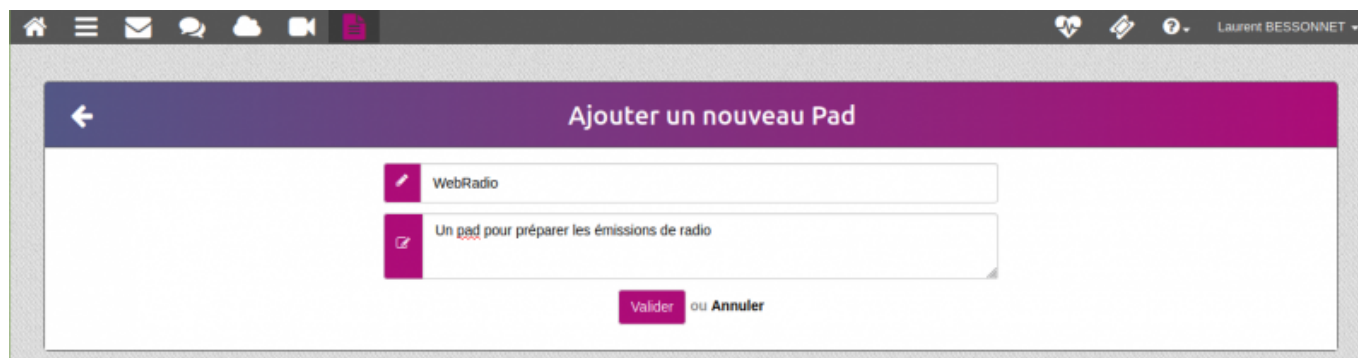 Laurent BESSONNET
Ajouter un nouveau Pad
WebRadio
Un pad pour préparer les émissions de radio
Valider ou Annuler